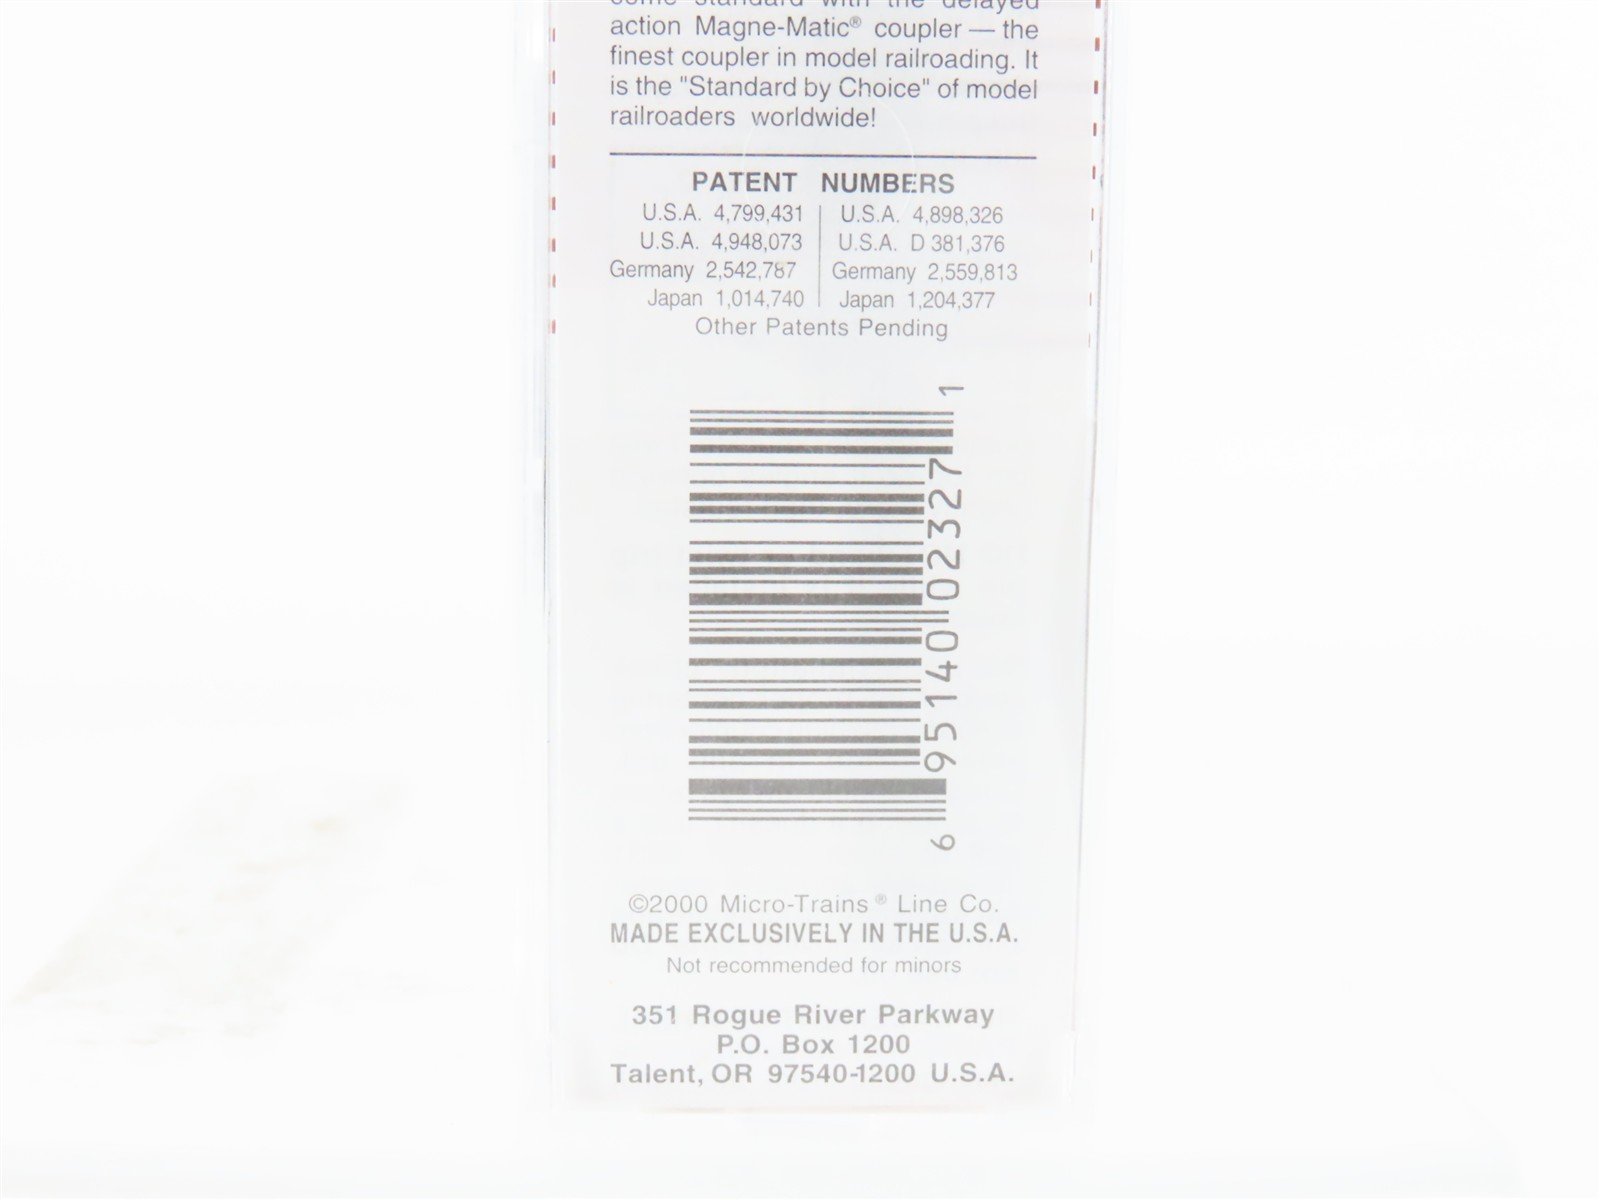 come standard with the delayed
action Magne-Matic® coupler — the
finest coupler in model railroading. It
is the "Standard by Choice" of model
railroaders worldwide!
PATENT NUMBERS
U.S.A. 4,799,431 | U.S.A. 4,898,326
U.S.A. 4,948,073 | U.S.A. D 381,376
Germany 2,542,787 | Germany 2,559,813
Japan 1,014,740 | Japan 1,204,377
Other Patents Pending
6 95140 02327 1
©2000 Micro-Trains® Line Co.
MADE EXCLUSIVELY IN THE U.S.A.
Not recommended for minors
351 Rogue River Parkway
P.O. Box 1200
Talent, OR 97540-1200 U.S.A.